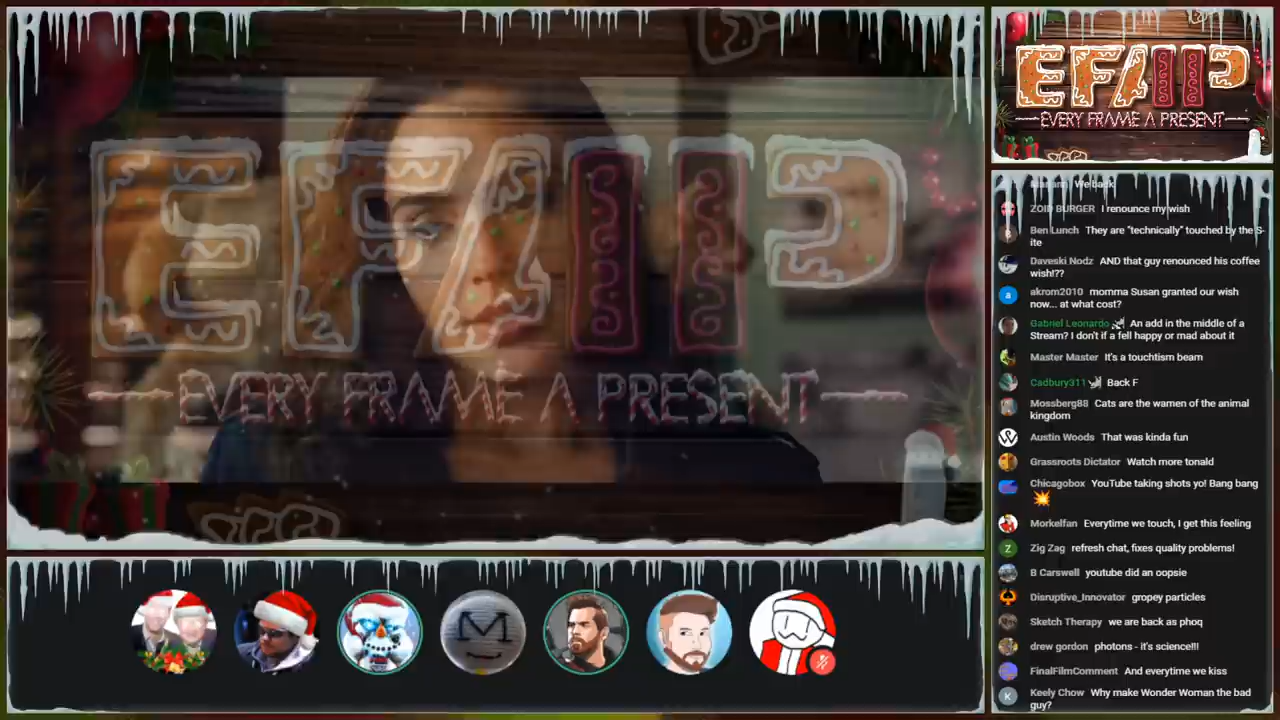 EFAIIP
EVERY FRAME A PRESENT
EFAIIP
EVERY FRAME A PRESENT
We back
ZOID BURGER I renounce my wish
Ben Lunch They are "technically" touched by the S-
ite
Daveski Nodz AND that guy renounced his coffee
wish!??
a
akrom2010 momma Susan granted our wish
now... at what cost?
Gabriel Leonardo An add in the middle of a
Stream? I don't if a fell happy or mad about it
Master Master It's a touchtism beam
Cadbury311 Back F
Mossberg88 Cats are the wamen of the animal
kingdom
Austin Woods That was kinda fun
Grassroots Dictator Watch more tonald
Chicagobox YouTube taking shots yo! Bang bang
Morkelfan Everytime we touch, I get this feeling
Z
Zig Zag refresh chat, fixes quality problems!
B Carswell youtube did an oopsie
Disruptive_Innovator gropey particles
Sketch Therapy we are back as phoq
drew gordon photons - it's science!!!
FinalFilmComment And everytime we kiss
K
Keely Chow Why make Wonder Woman the bad
guy?
M